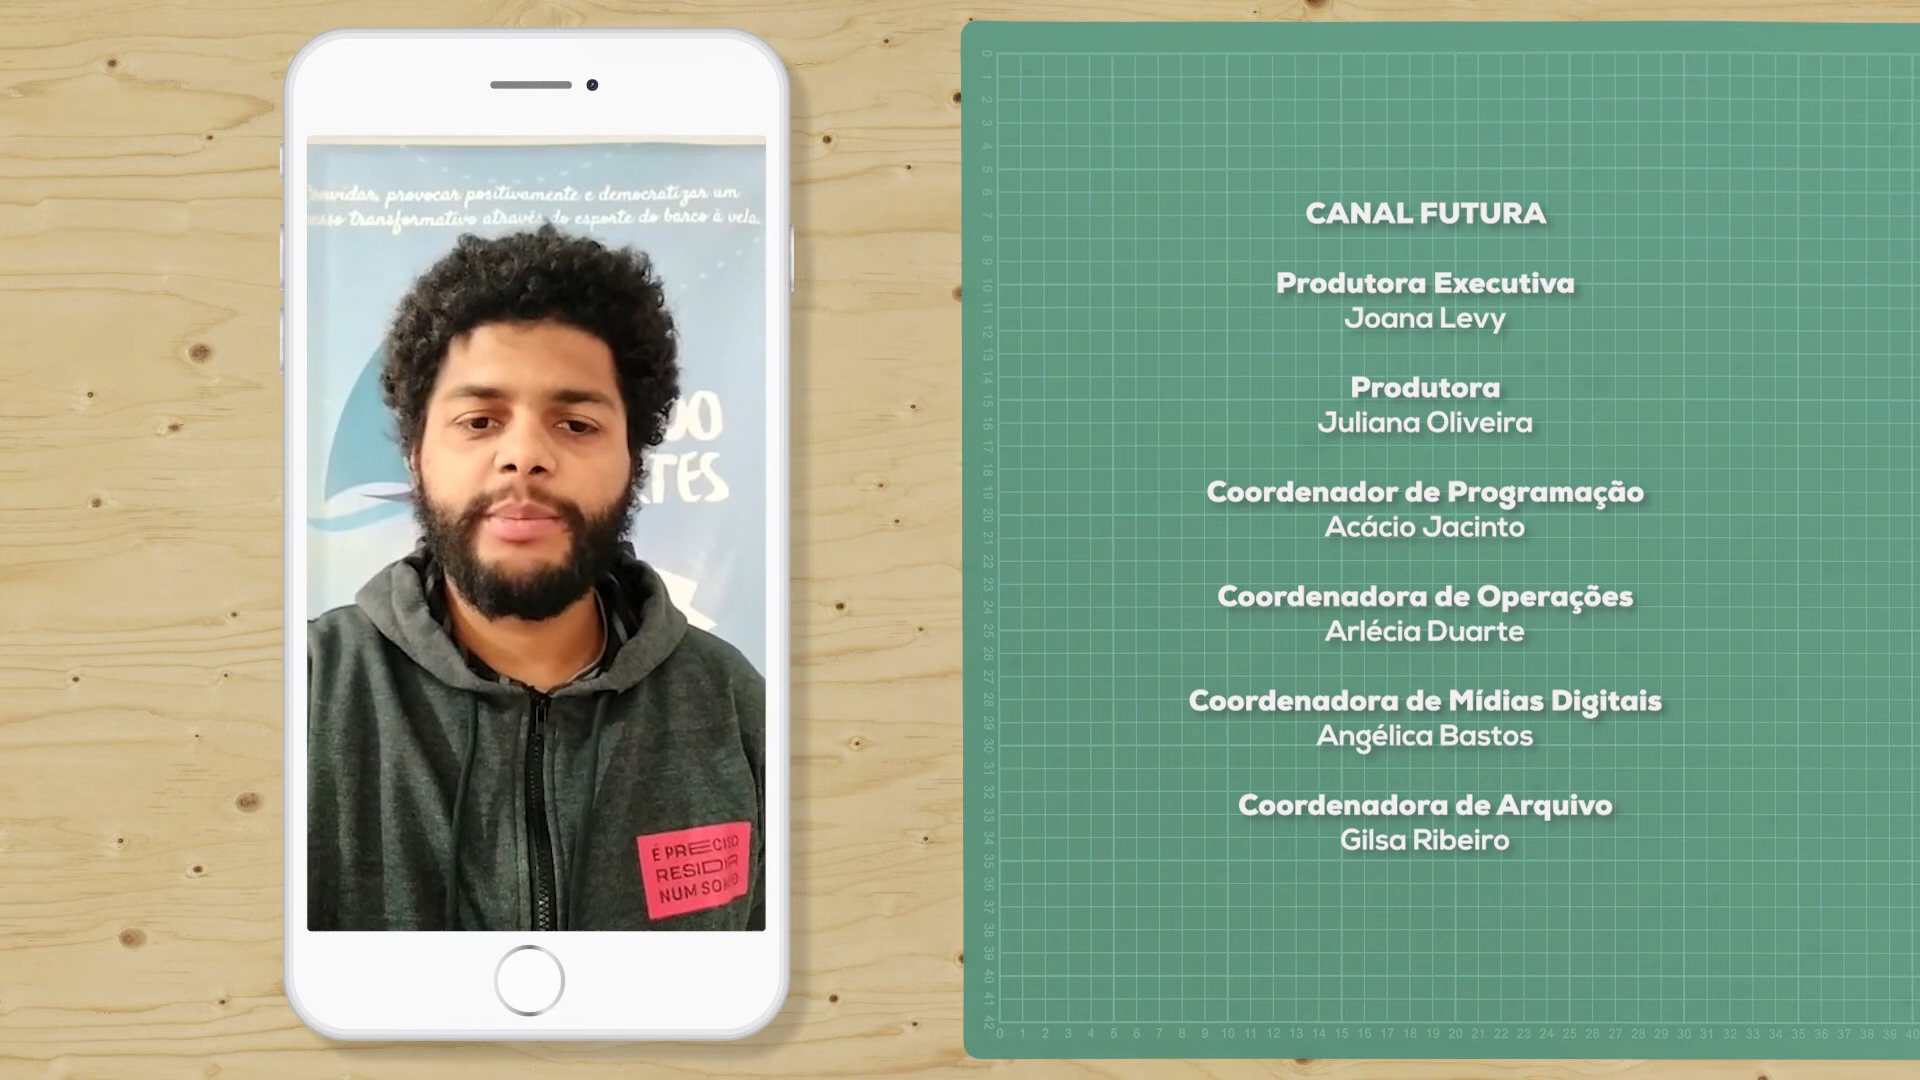 provocar positivamente e democratizar um
transformativo através do esporte do barco à vela.
É PRECISO
RESIDIR
NUM SONHO
CANAL FUTURA
Produtora Executiva
Joana Levy
Produtora
Juliana Oliveira
Coordenador de Programação
Acácio Jacinto
Coordenadora de Operações
Arlécia Duarte
Coordenadora de Mídias Digitais
Angélica Bastos
Coordenadora de Arquivo
Gilsa Ribeiro